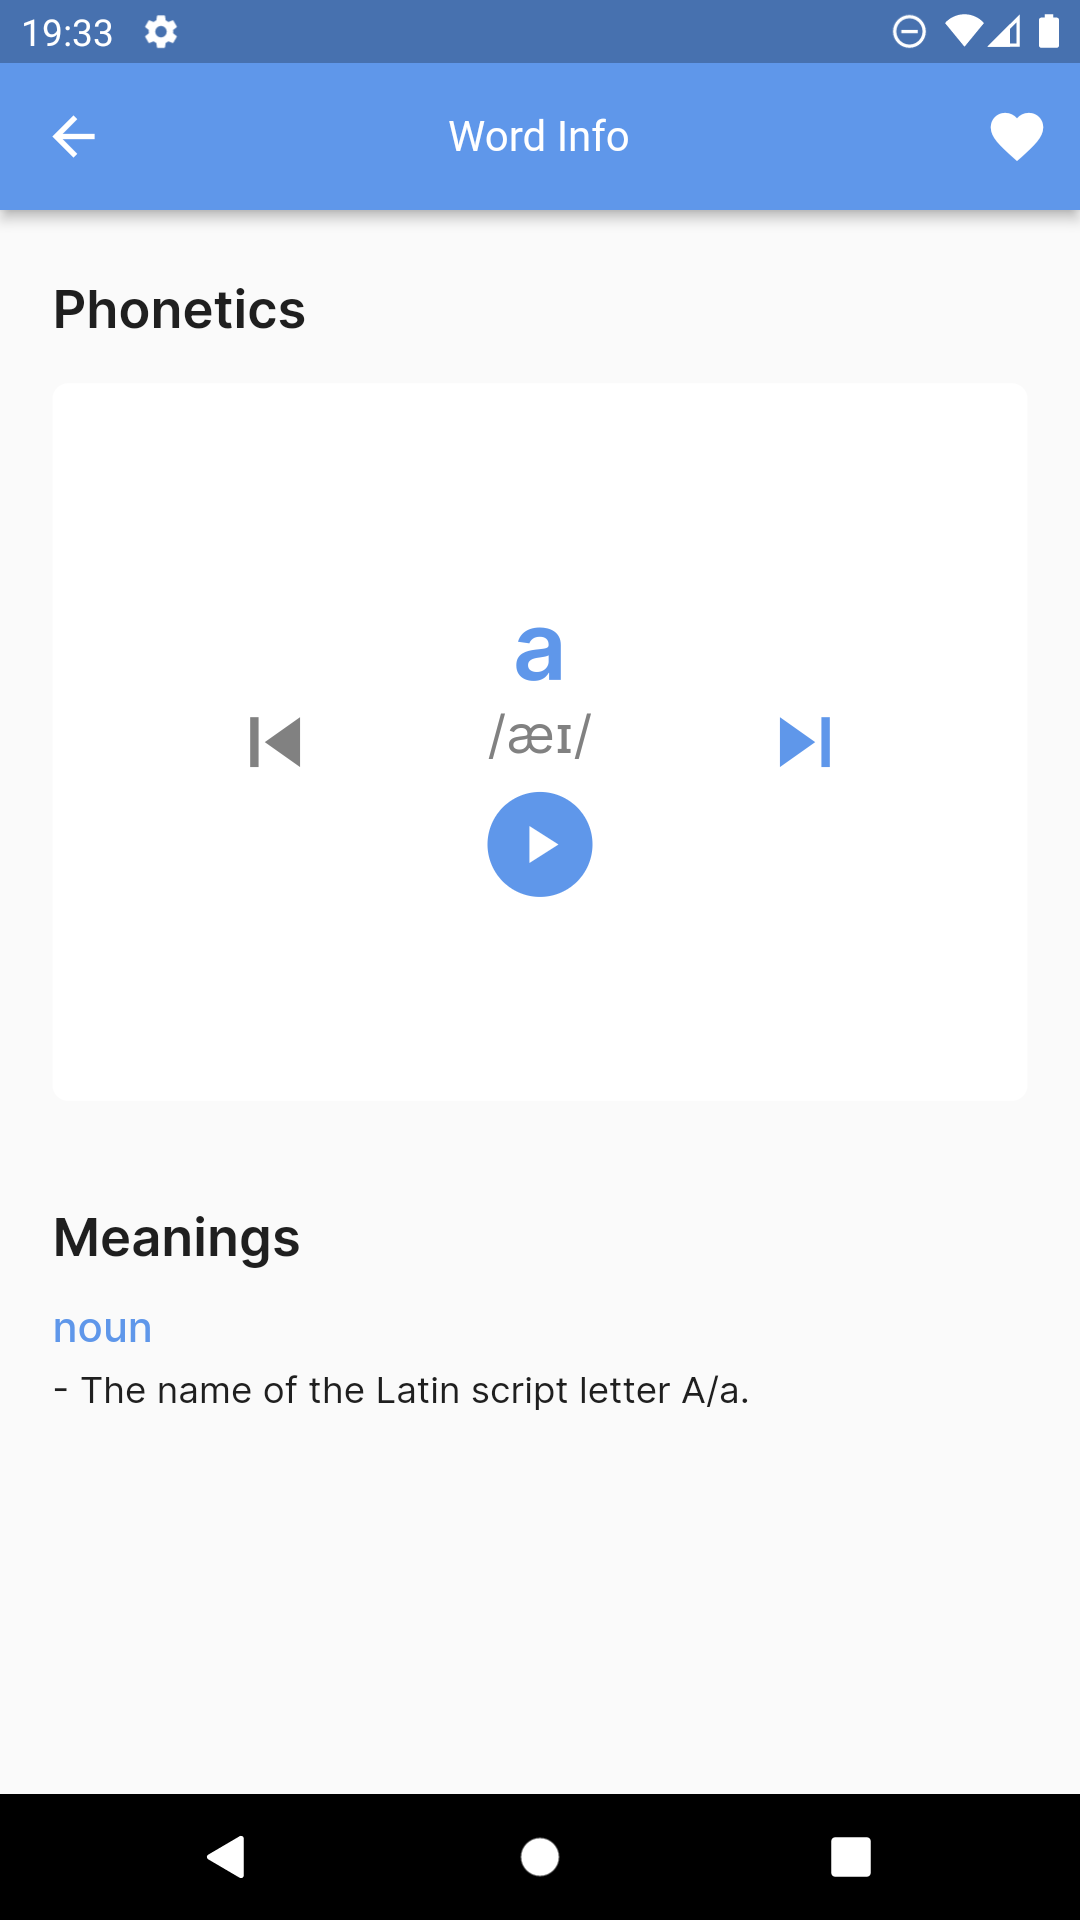 19:33
Word Info
Phonetics
a
/æɪ/
Meanings
noun
- The name of the Latin script letter A/a.